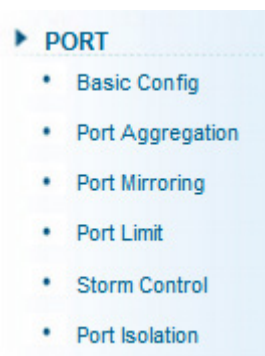 PORT
Basic Config
Port Aggregation
Port Mirroring
Port Limit
Storm Control
Port Isolation